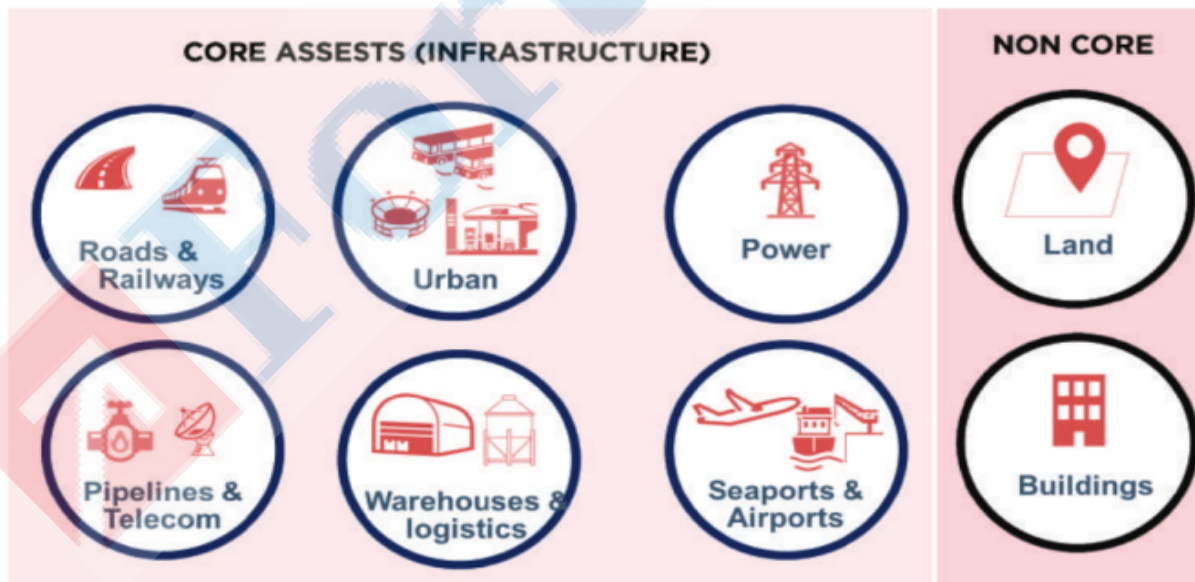 CORE ASSESTS (INFRASTRUCTURE)
NON CORE
Roads &
Railways
Urban
Power
Land
Pipelines &
Telecom
Warehouses &
logistics
Seaports &
Airports
Buildings